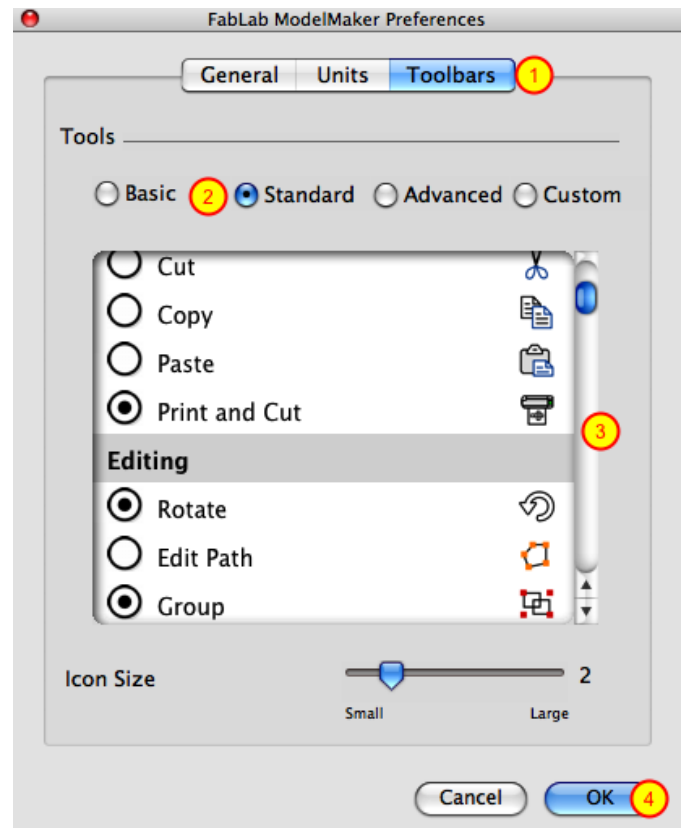 FabLab ModelMaker Preferences
General Units Toolbars 1
Tools
Basic 2 Standard Advanced Custom
Cut
Copy
Paste
Print and Cut
3
Editing
Rotate
Edit Path
Group
Icon Size 2
Small Large
Cancel OK 4